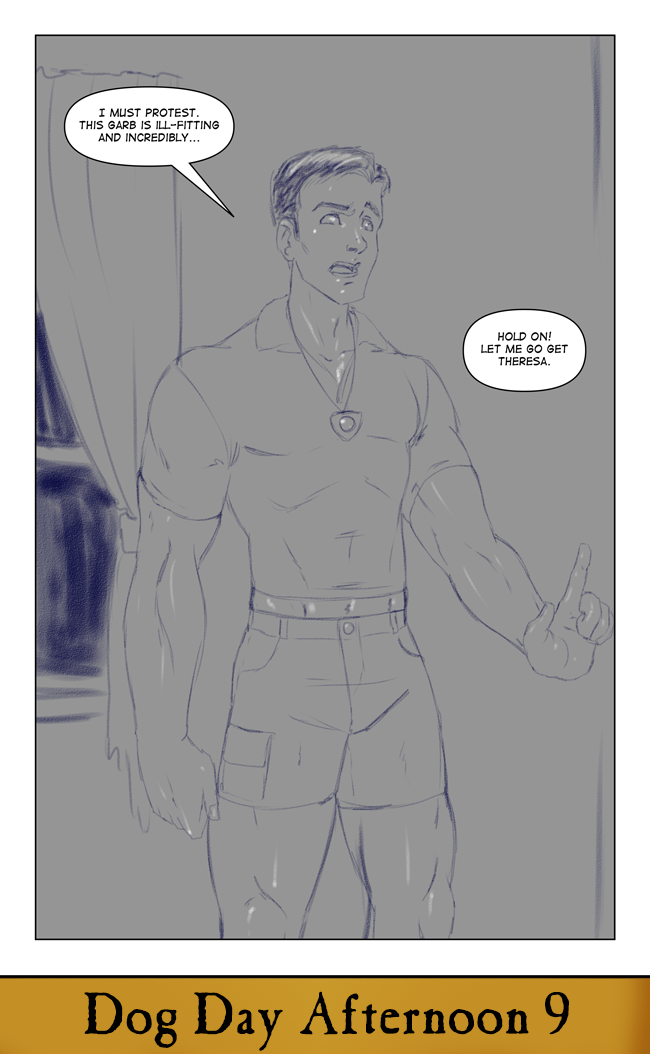 I MUST PROTEST.
THIS GARB IS ILL-FITTING
AND INCREDIBLY...
HOLD ON!
LET ME GO GET
THERESA.
Dog Day Afternoon 9